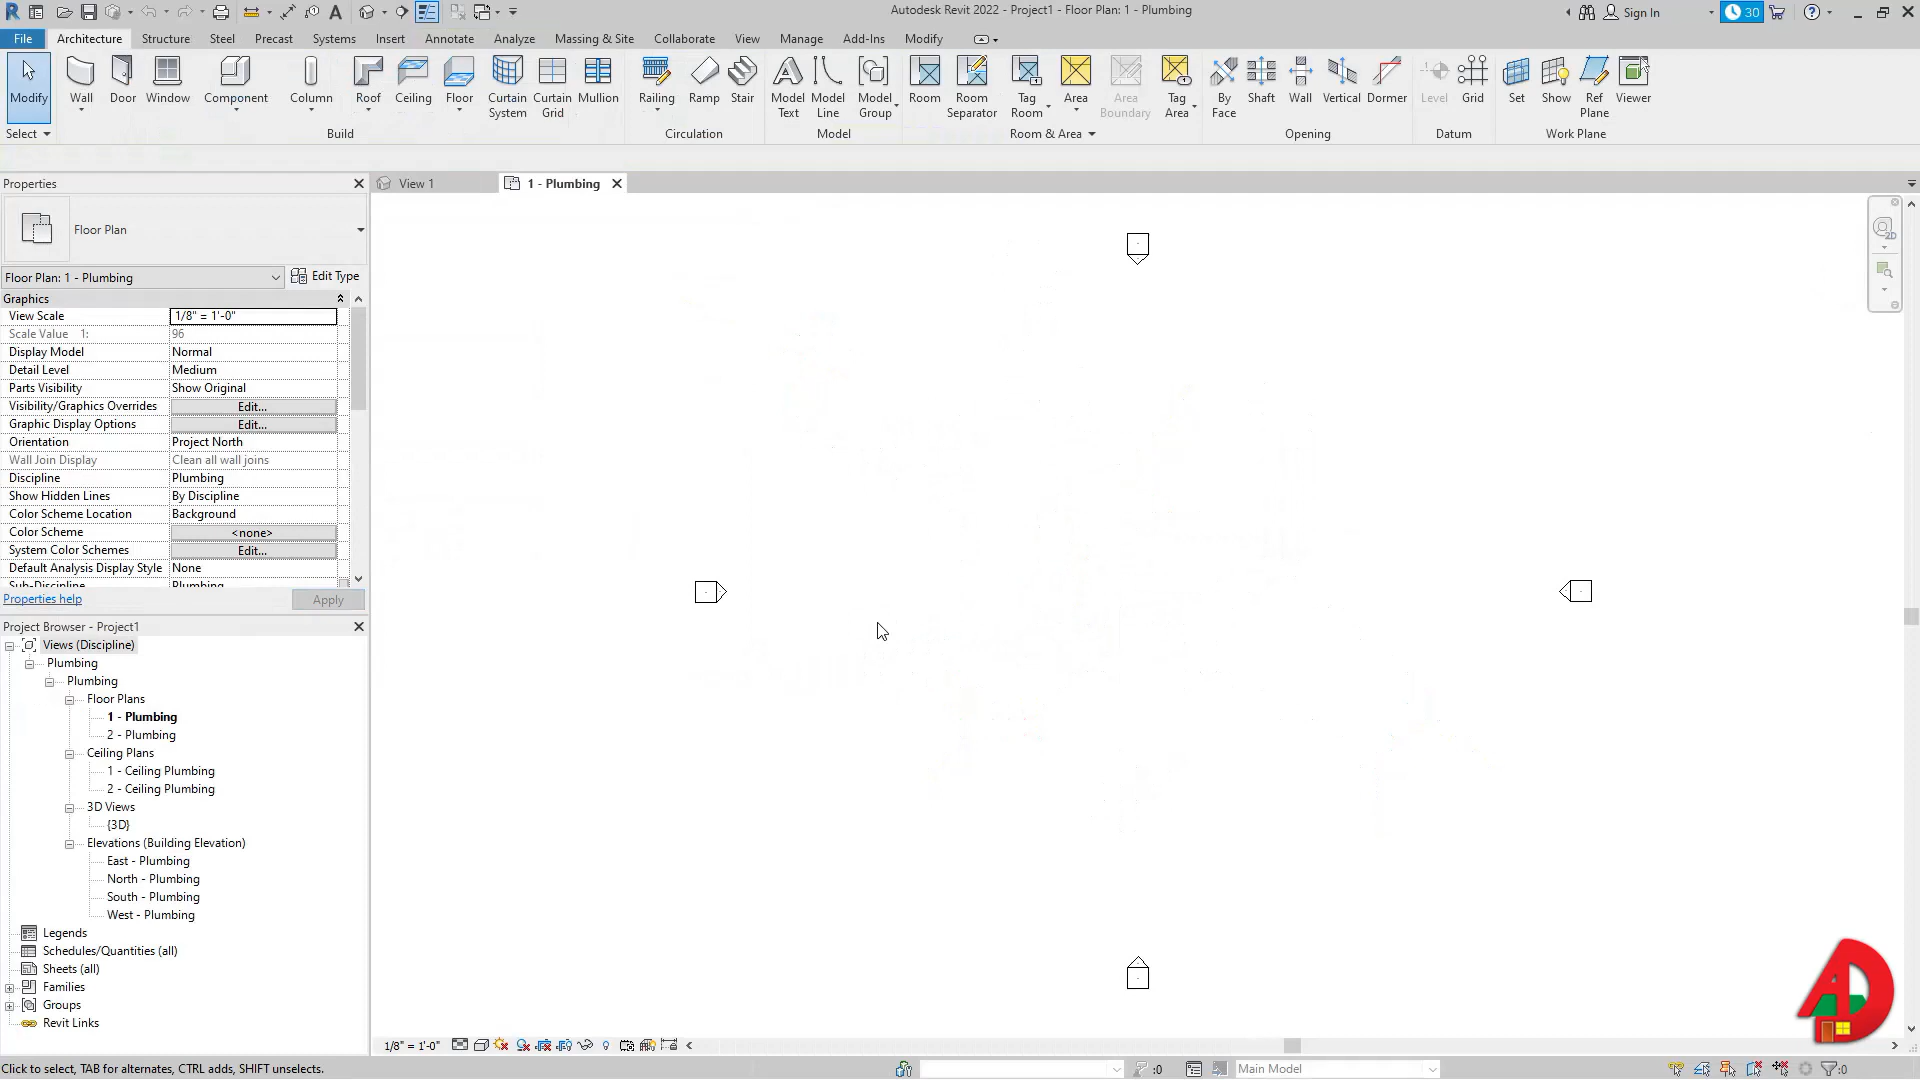 Autodesk Revit 2022 - Project1 - Floor Plan: 1 - Plumbing
Sign In
30
File Architecture Structure Steel Precast Systems Insert Annotate Analyze Massing & Site Collaborate View Manage Add-Ins Modify
Modify Wall Door Window Component Column Roof Ceiling Floor Curtain System Curtain Grid Mullion Railing Ramp Stair Model Text Model Line Model Group Room Room Separator Tag Room Area Area Boundary Tag Area By Face Shaft Wall Vertical Dormer Level Grid Set Show Ref Plane Viewer
Select Build Circulation Model Room & Area Opening Datum Work Plane
Properties
View 1
1 - Plumbing
Floor Plan
Floor Plan: 1 - Plumbing
Edit Type
Graphics
View Scale 1/8" = 1'-0"
Scale Value 1: 96
Display Model Normal
Detail Level Medium
Parts Visibility Show Original
Visibility/Graphics Overrides Edit...
Graphic Display Options Edit...
Orientation Project North
Wall Join Display Clean all wall joins
Discipline Plumbing
Show Hidden Lines By Discipline
Color Scheme Location Background
Color Scheme <none>
System Color Schemes Edit...
Default Analysis Display Style None
Sub-Discipline Plumbing
Properties help
Apply
Project Browser - Project1
Views (Discipline)
Plumbing
Plumbing
Floor Plans
1 - Plumbing
2 - Plumbing
Ceiling Plans
1 - Ceiling Plumbing
2 - Ceiling Plumbing
3D Views
{3D}
Elevations (Building Elevation)
East - Plumbing
North - Plumbing
South - Plumbing
West - Plumbing
Legends
Schedules/Quantities (all)
Sheets (all)
Families
Groups
Revit Links
1/8" = 1'-0"
Click to select, TAB for alternates, CTRL adds, SHIFT unselects.
:0
Main Model
:0
2D
AD